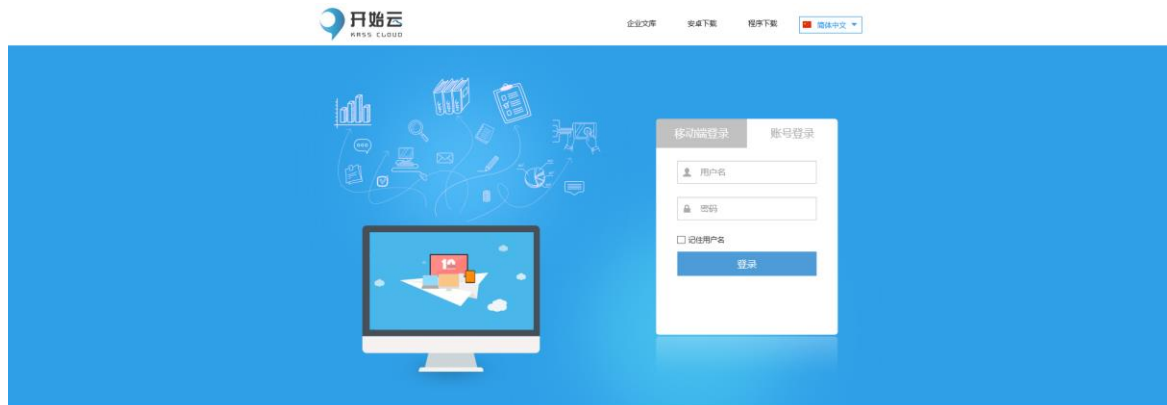 开始云
KASS CLOUD
企业文库
安卓下载
程序下载
简体中文
移动端登录
账号登录
用户名
密码
记住用户名
登录